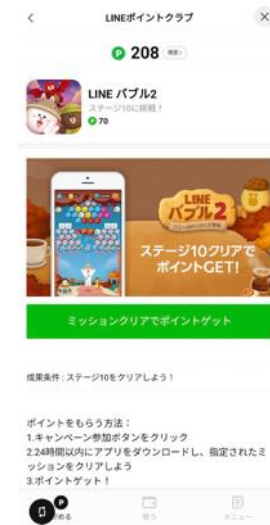 LINEポイントクラブ
P 208
LINE バブル2
ステージ10に挑戦！
P 70
LINE
バブル2
ステージ10クリアで
ポイントGET!
ミッションクリアでポイントゲット
成果条件 : ステージ10をクリアしよう！
ポイントをもらう方法：
1.キャンペーン参加ボタンをクリック
2.24時間以内にアプリをダウンロードし、指定されたミ
ッションをクリアしよう
3.ポイントゲット！
P
める
使う
メニュー